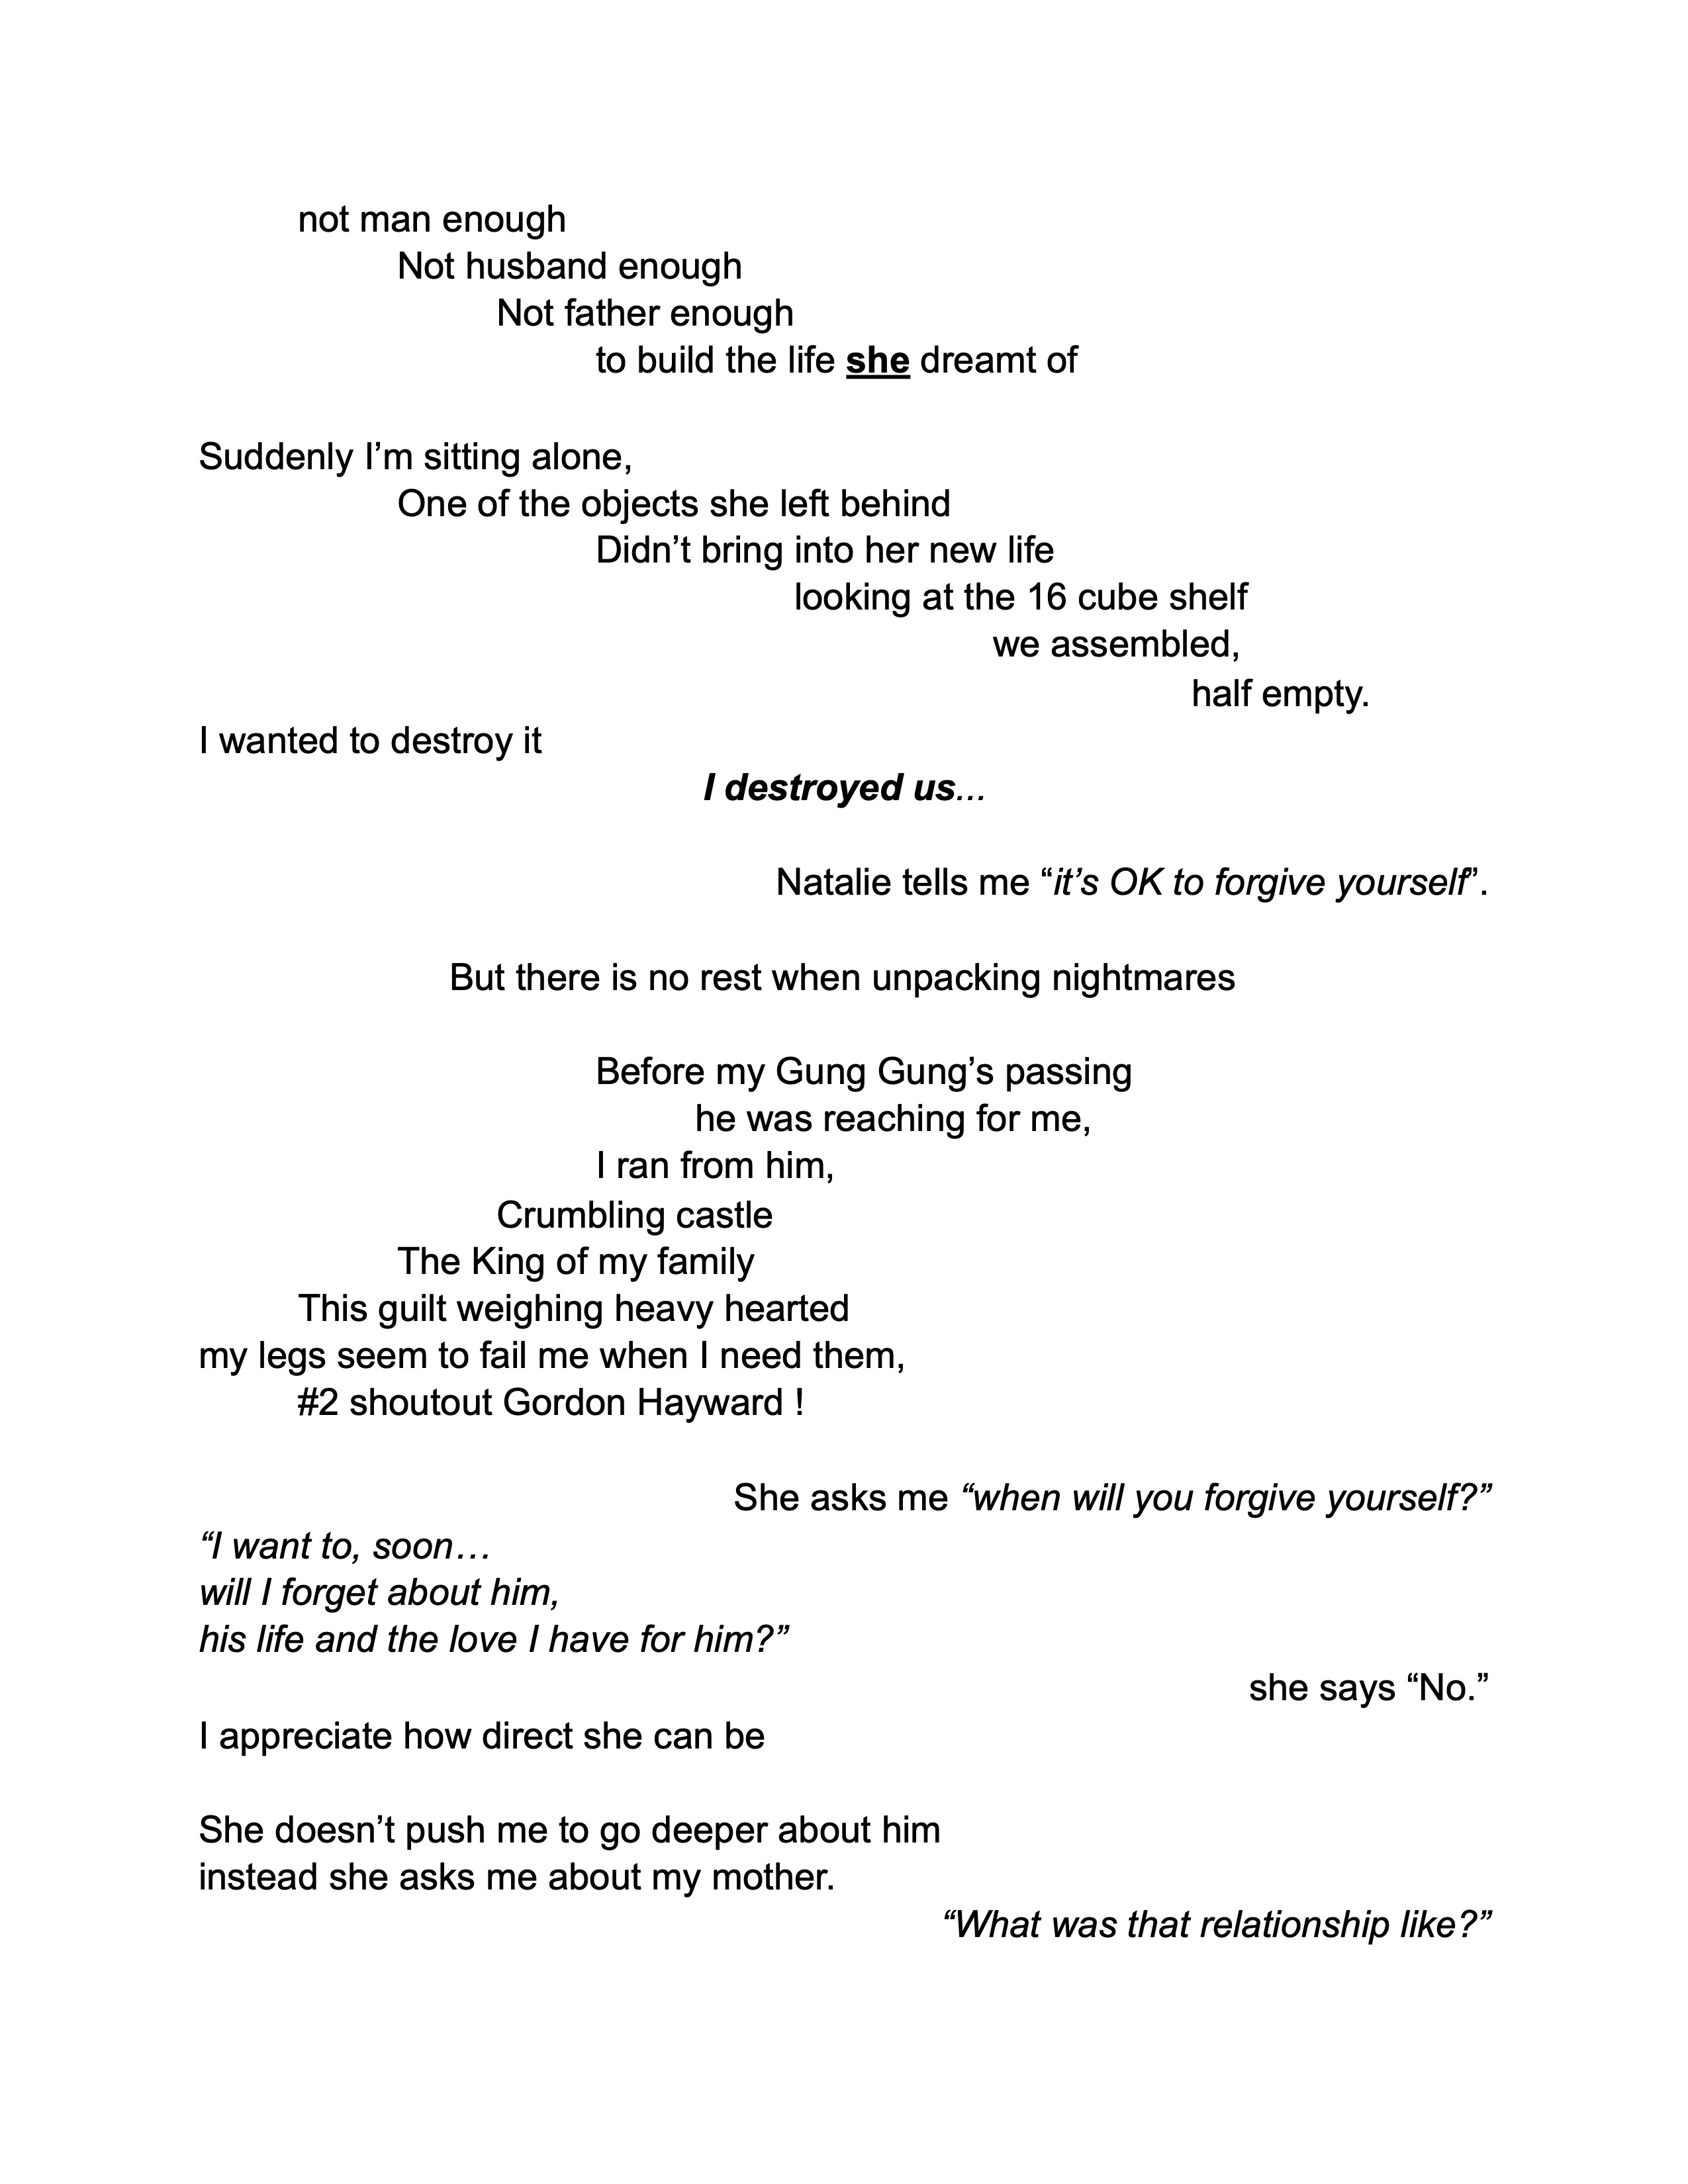 not man enough
Not husband enough
Not father enough
to build the life she dreamt of
Suddenly I’m sitting alone,
One of the objects she left behind
Didn’t bring into her new life
looking at the 16 cube shelf
we assembled,
half empty.
I wanted to destroy it
I destroyed us...
Natalie tells me “it’s OK to forgive yourself”.
But there is no rest when unpacking nightmares
Before my Gung Gung’s passing
he was reaching for me,
I ran from him,
Crumbling castle
The King of my family
This guilt weighing heavy hearted
my legs seem to fail me when I need them,
#2 shoutout Gordon Hayward !
She asks me “when will you forgive yourself?”
“I want to, soon…
will I forget about him,
his life and the love I have for him?”
she says “No.”
I appreciate how direct she can be
She doesn’t push me to go deeper about him
instead she asks me about my mother.
“What was that relationship like?”